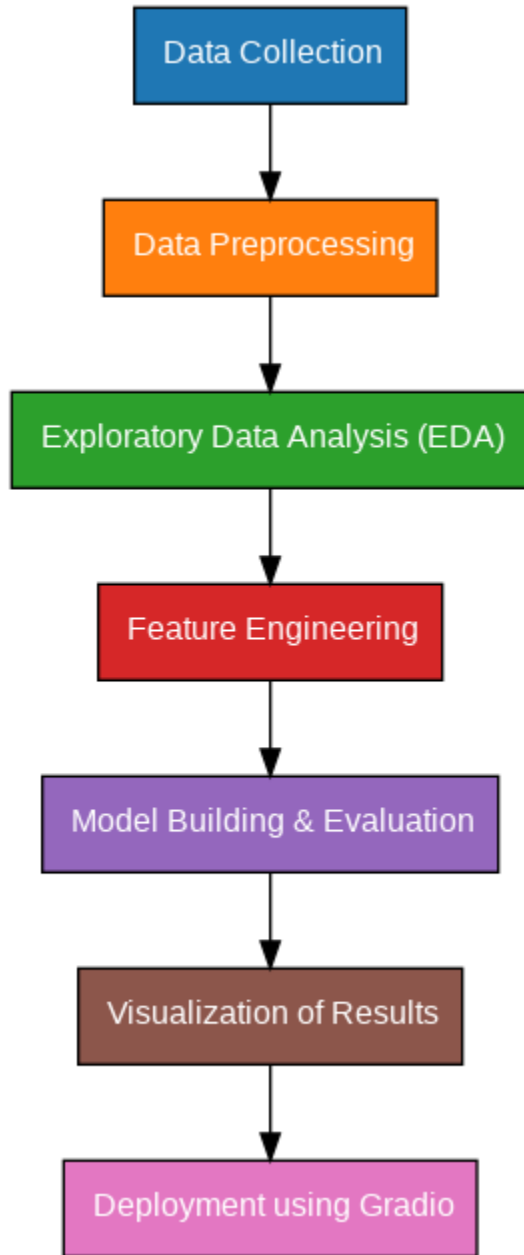 Data Collection
Data Preprocessing
Exploratory Data Analysis (EDA)
Feature Engineering
Model Building & Evaluation
Visualization of Results
Deployment using Gradio